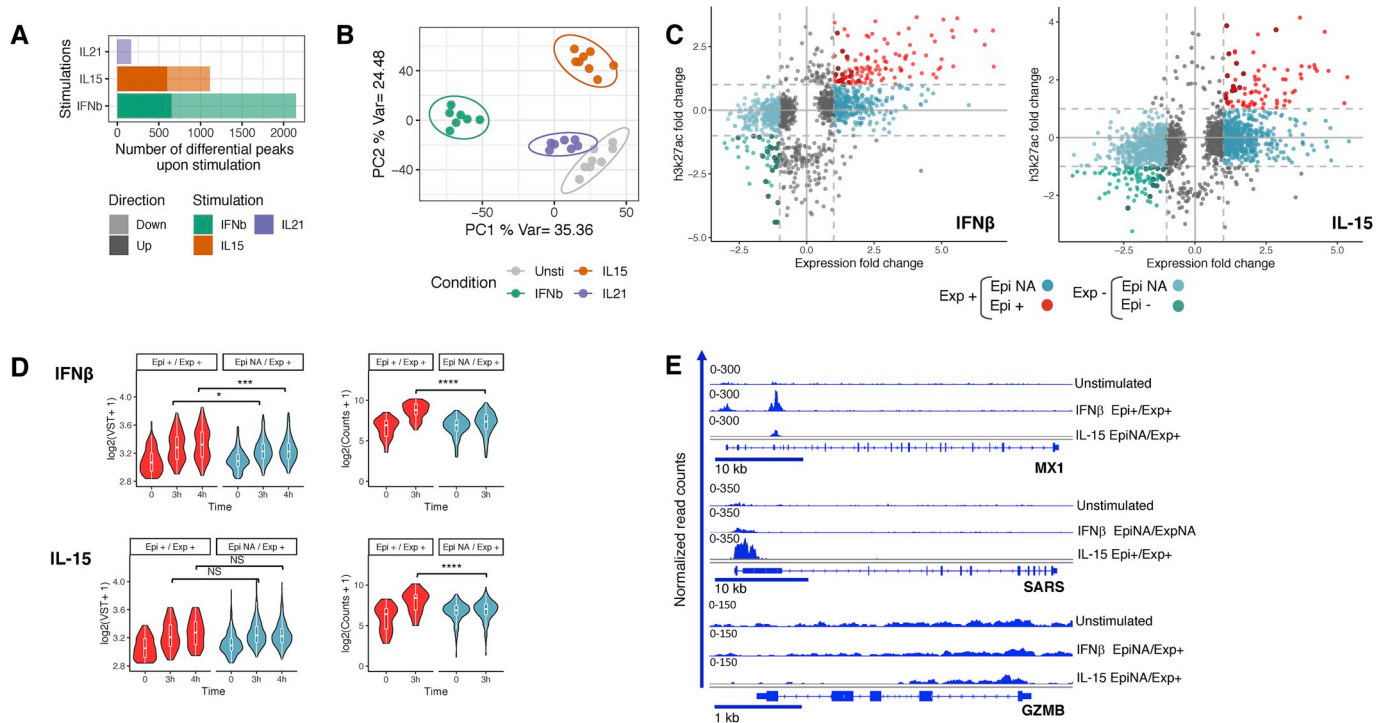 A
Stimulations
IL21
IL15
IFNb
0 500 1000 1500 2000
Number of differential peaks
upon stimulation
Direction
Down
Up
Stimulation
IFNb
IL15
IL21
B
PC2 % Var= 24.48
40
0
−40
−50 0 50
PC1 % Var= 35.36
Condition
Unsti
IFNb
IL15
IL21
C
h3k27ac fold change
2.5
0.0
−2.5
−5.0
−2.5 0.0 2.5 5.0
Expression fold change
IFNβ
h3k27ac fold change
4
2
0
−2
−2.5 0.0 2.5 5.0
Expression fold change
IL-15
Exp +
Epi NA
Epi +
Exp -
Epi NA
Epi -
D
IFNβ
Epi + / Exp +
Epi NA / Exp +
log2(VST+ 1)
4.0
3.6
3.2
2.8
***
*
0 3h 4h 0 3h 4h
Time
Epi + / Exp +
Epi NA / Exp +
log2(Counts + 1)
10
5
0
****
0 3h 0 3h
Time
IL-15
Epi + / Exp +
Epi NA / Exp +
log2(VST+ 1)
4.0
3.6
3.2
2.8
NS
NS
0 3h 4h 0 3h 4h
Time
Epi + / Exp +
Epi NA / Exp +
log2(Counts + 1)
10
5
0
****
0 3h 0 3h
Time
E
Normalized read counts
0-300
Unstimulated
0-300
IFNβ Epi+/Exp+
0-300
IL-15 EpiNA/Exp+
10 kb
MX1
0-350
Unstimulated
0-350
IFNβ EpiNA/ExpNA
0-350
IL-15 Epi+/Exp+
10 kb
SARS
0-150
Unstimulated
0-150
IFNβ EpiNA/Exp+
0-150
IL-15 EpiNA/Exp+
1 kb
GZMB